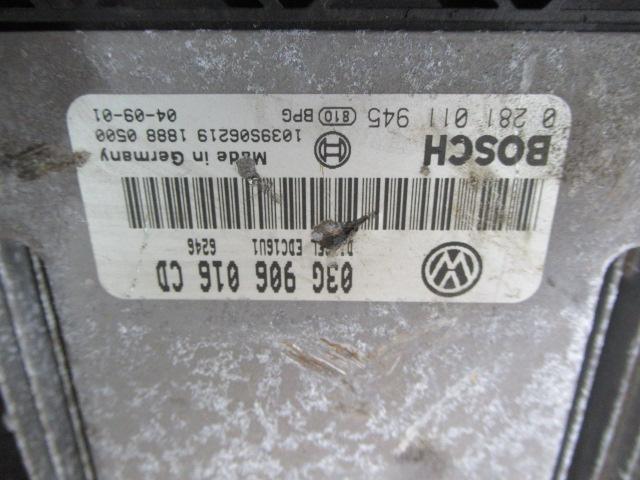 03G 906 016 CD
EDC16U1 6246
BOSCH
Made in Germany
1039S06219 1888 0500
0 281 011 945 810 BPG 04-09-01